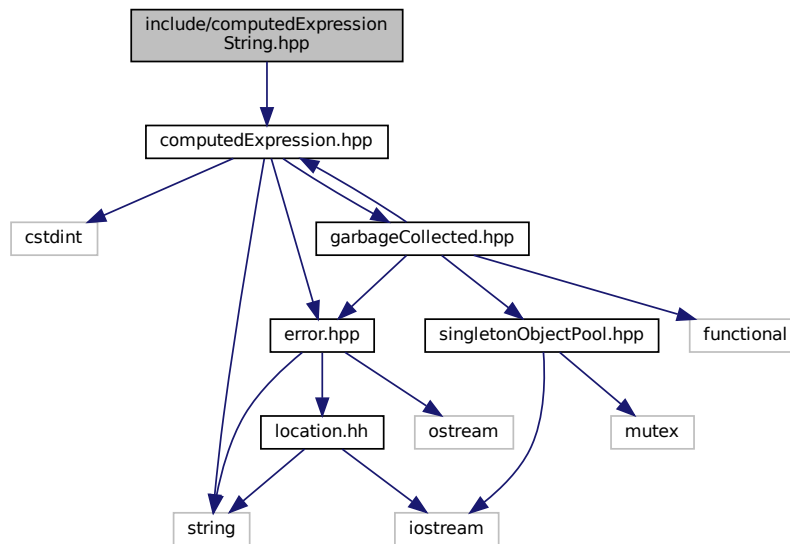 include/computedExpression
String.hpp
computedExpression.hpp
cstdint
garbageCollected.hpp
error.hpp
singletonObjectPool.hpp
functional
location.hh
ostream
mutex
string
iostream